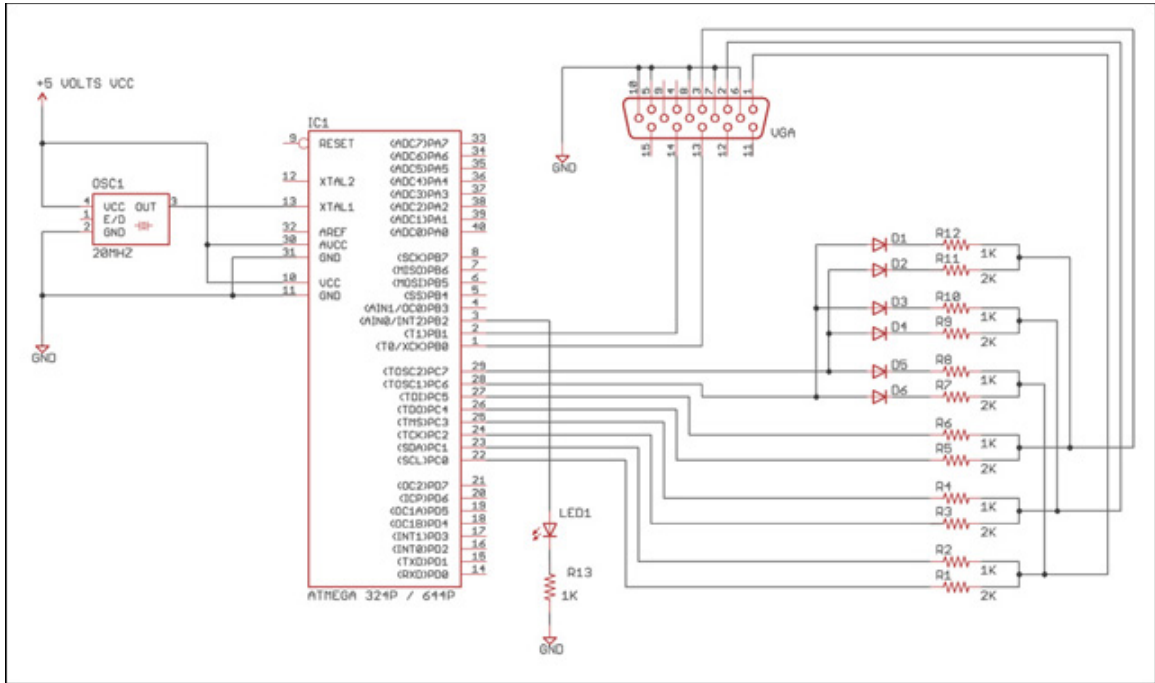 +5 VOLTS VCC
OSC1
4 VCC OUT 3
1 E/D
2 GND
20MHZ
GND
IC1
9 RESET (ADC7)PA7 33
(ADC6)PA6 34
(ADC5)PA5 35
12 XTAL2 (ADC4)PA4 36
(ADC3)PA3 37
13 XTAL1 (ADC2)PA2 38
(ADC1)PA1 39
32 AREF (ADC0)PA0 40
30 AVCC
31 GND (SCK)PB7 8
(MISO)PB6 7
10 VCC (MOSI)PB5 6
11 GND (SS)PB4 5
(AIN1/OC0)PB3 4
(AIN0/INT2)PB2 3
(T1)PB1 2
(T0/XCK)PB0 1
(TOSC2)PC7 29
(TOSC1)PC6 28
(TDI)PC5 27
(TDO)PC4 26
(TMS)PC3 25
(TCK)PC2 24
(SDA)PC1 23
(SCL)PC0 22
(OC2)PD7 21
(ICP)PD6 20
(OC1A)PD5 19
(OC1B)PD4 18
(INT1)PD3 17
(INT0)PD2 16
(TXD)PD1 15
(RXD)PD0 14
ATMEGA 324P / 644P
LED1
R13
1K
GND
10 5 9 4 8 3 7 2 6 1
VGA
15 14 13 12 11
GND
D1 R12 1K
D2 R11 2K
D3 R10 1K
D4 R9 2K
D5 R8 1K
D6 R7 2K
R6 1K
R5 2K
R4 1K
R3 2K
R2 1K
R1 2K